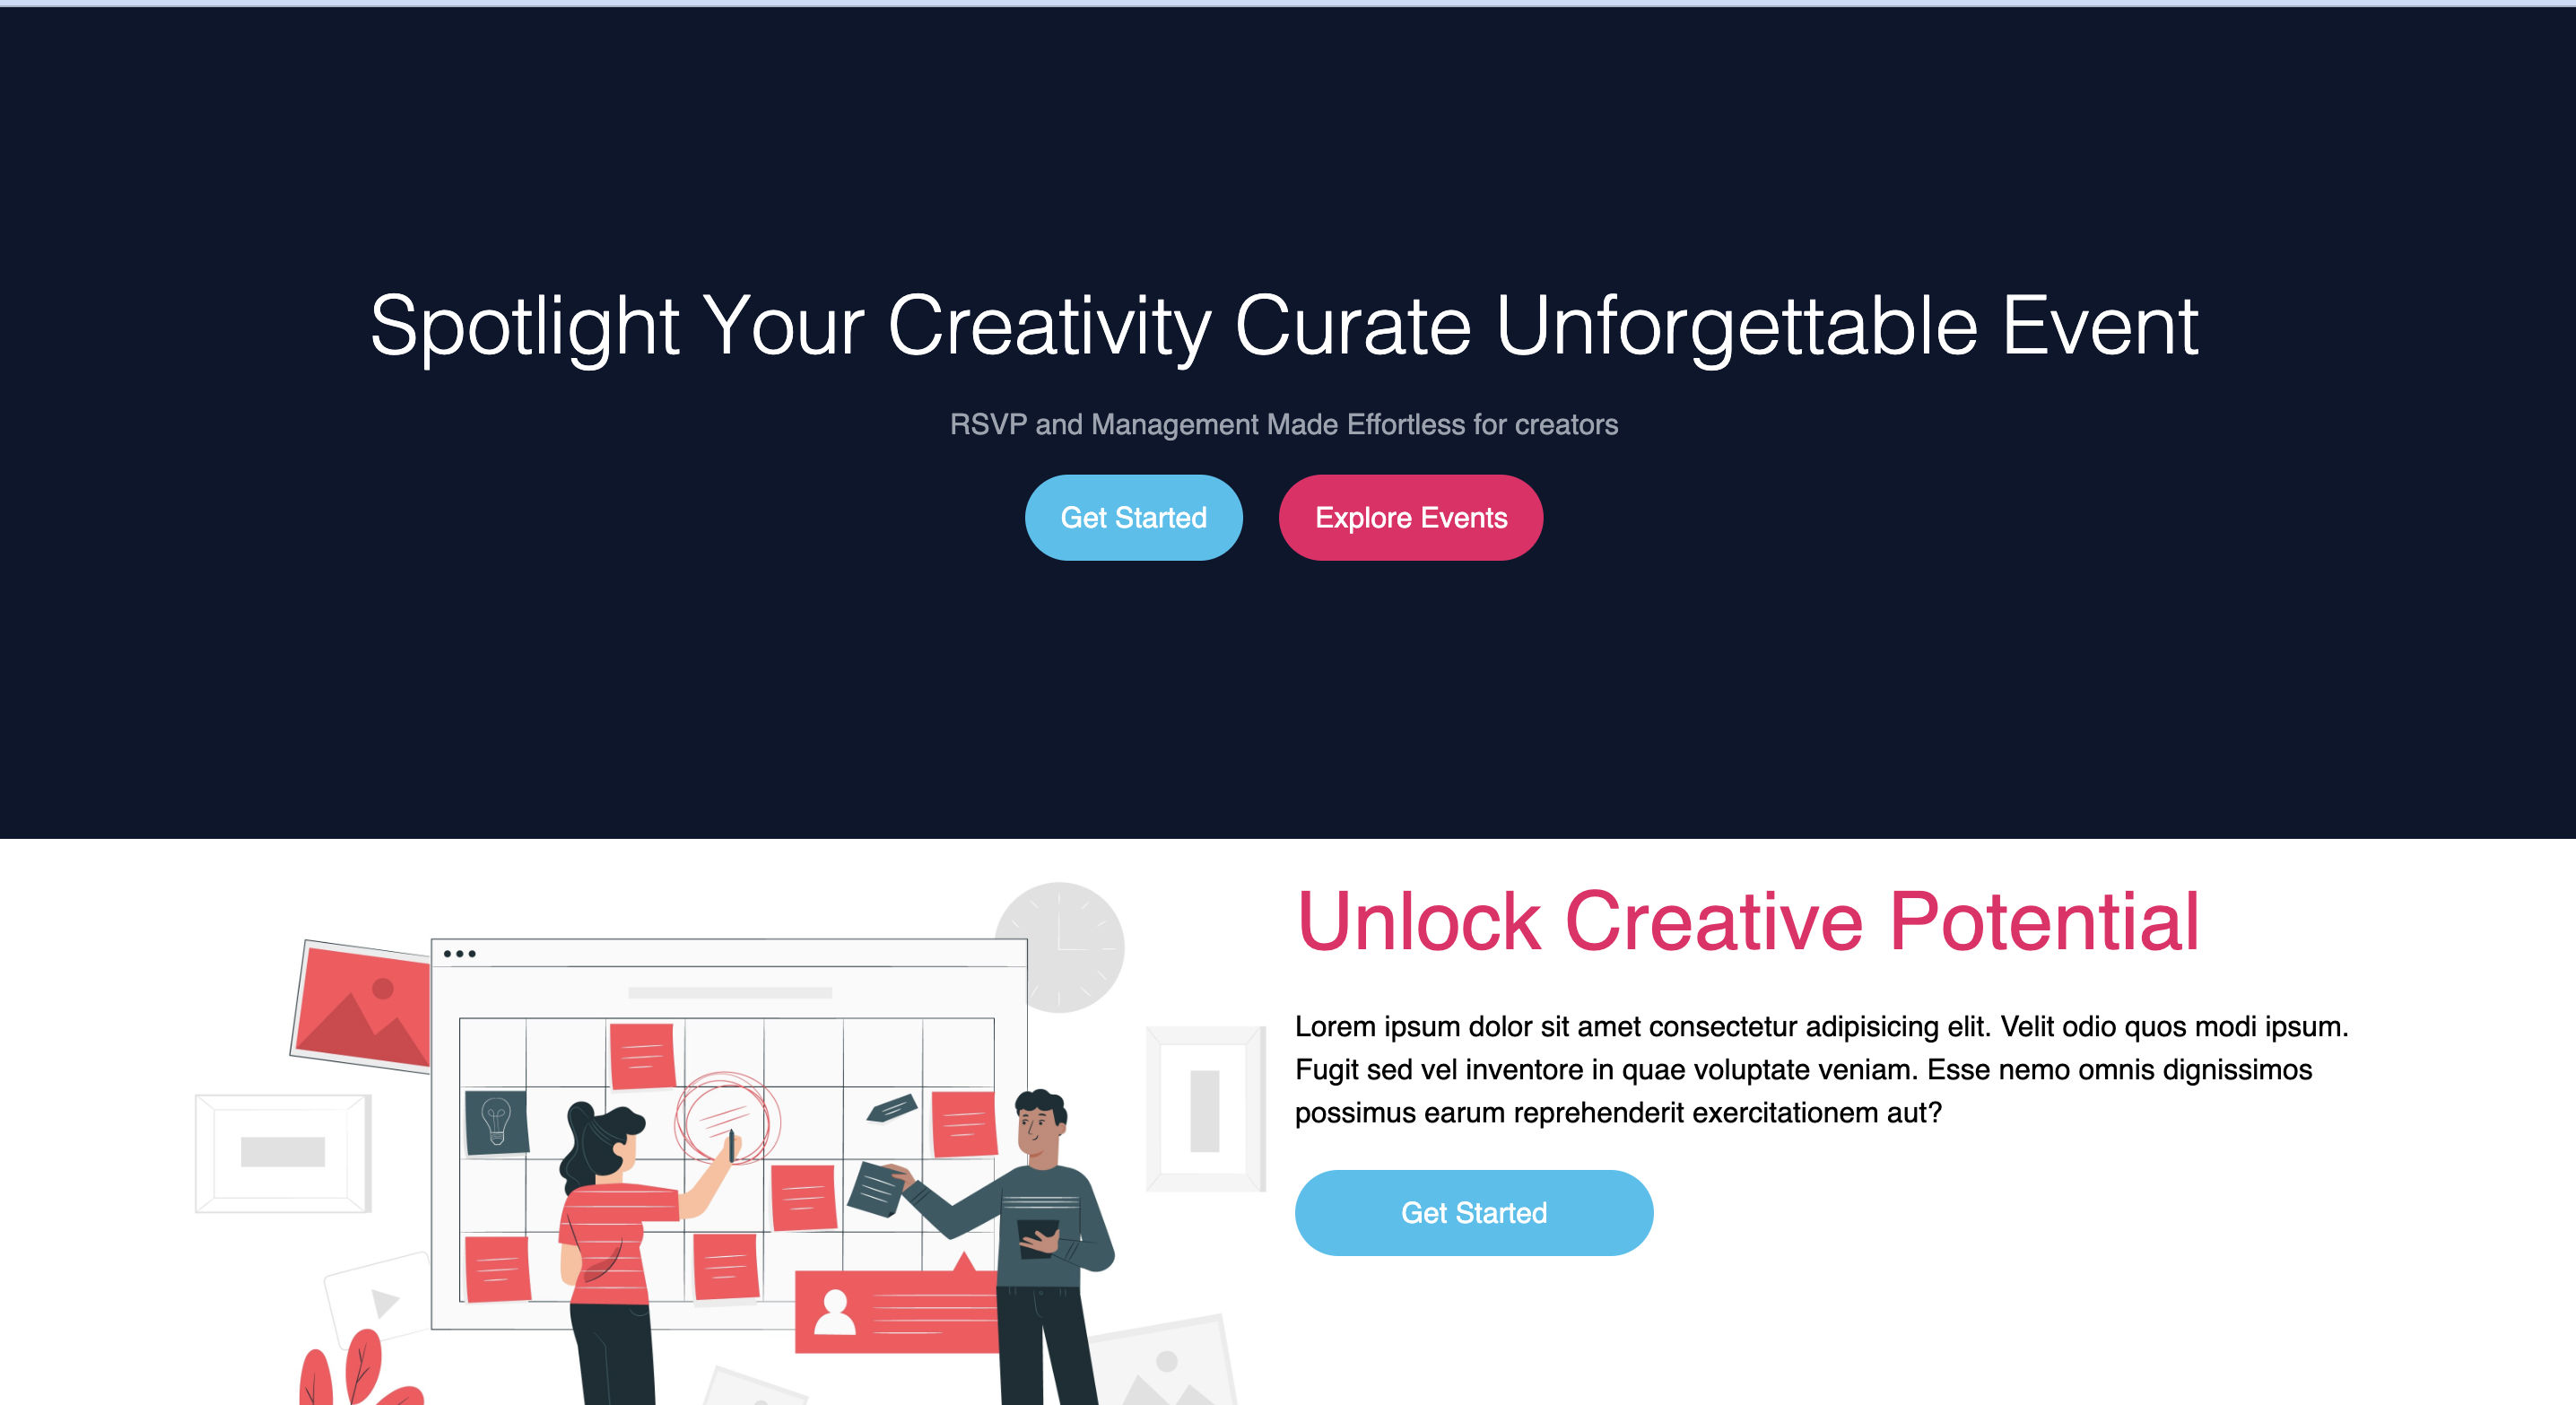 Spotlight Your Creativity Curate Unforgettable Event
RSVP and Management Made Effortless for creators
Get Started
Explore Events
Unlock Creative Potential
Lorem ipsum dolor sit amet consectetur adipisicing elit. Velit odio quos modi ipsum.
Fugit sed vel inventore in quae voluptate veniam. Esse nemo omnis dignissimos
possimus earum reprehenderit exercitationem aut?
Get Started